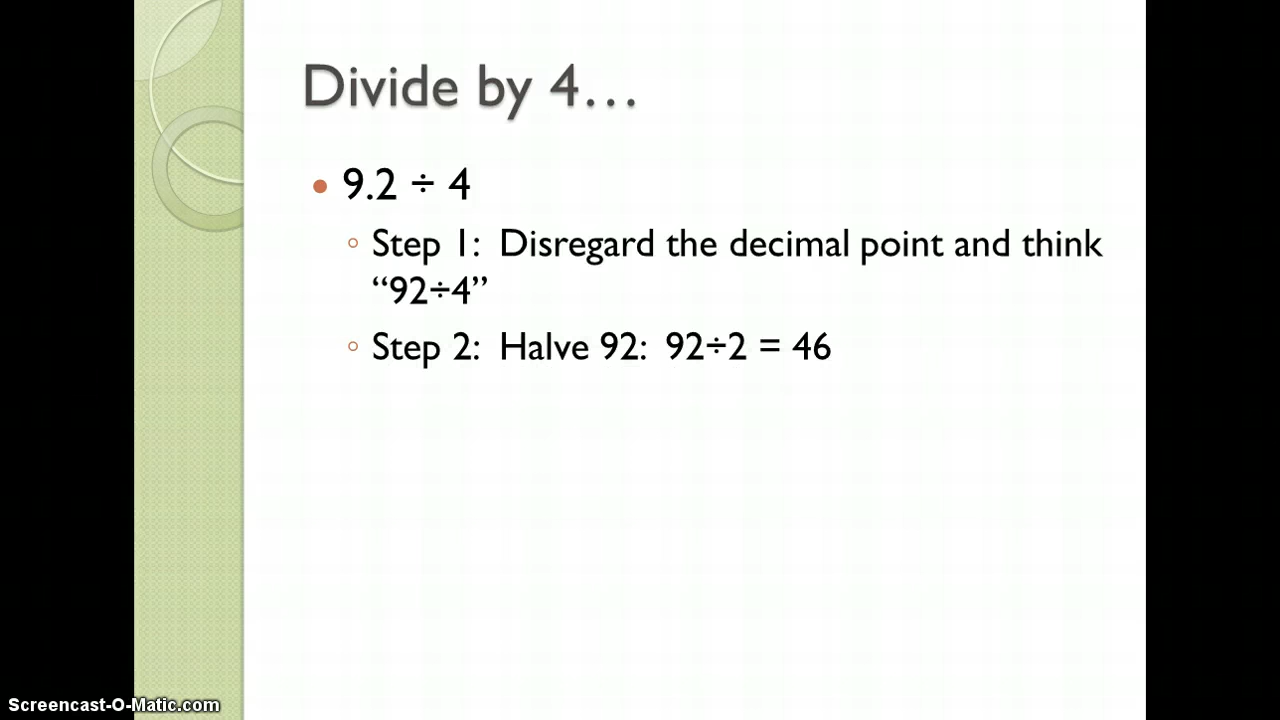 Divide by 4…
• 9.2 ÷ 4
◦ Step 1: Disregard the decimal point and think
“92÷4”
◦ Step 2: Halve 92: 92÷2 = 46
Screencast-O-Matic.com